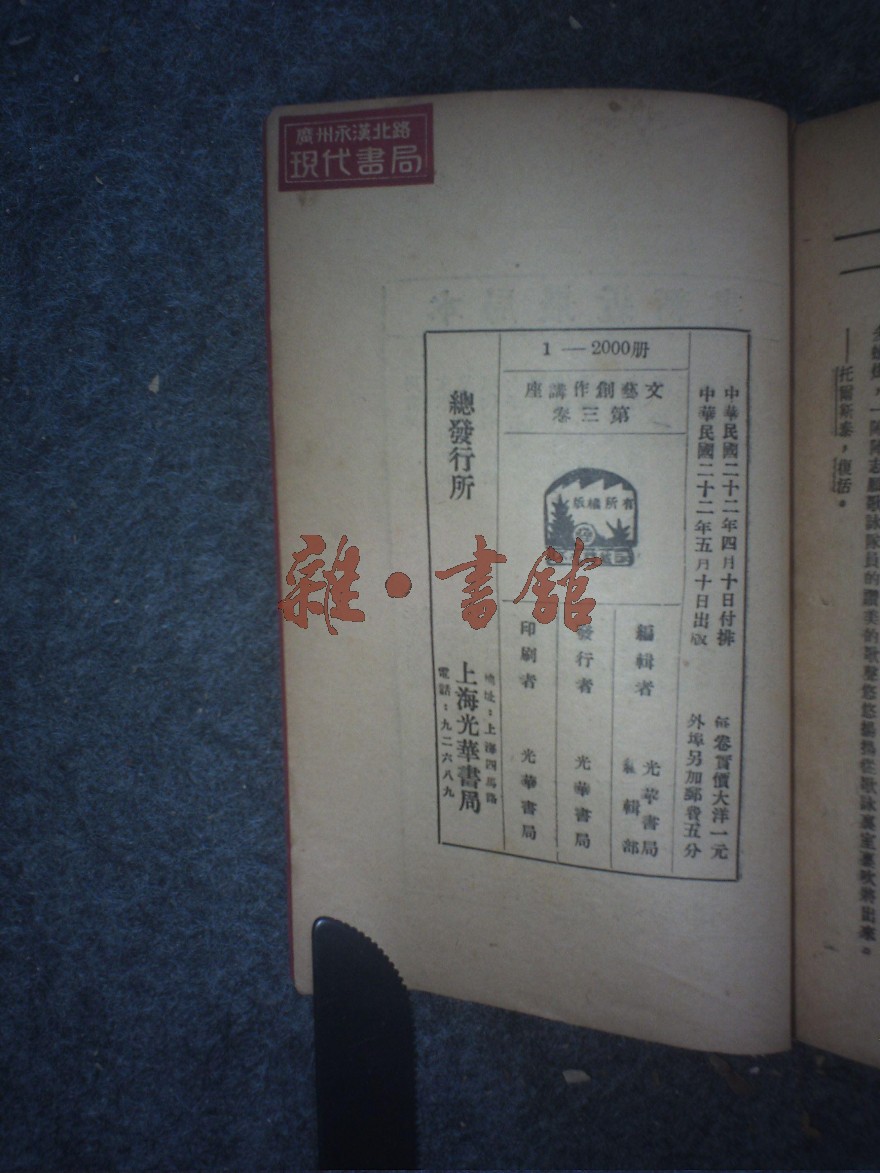 廣州永漢北路
現代書局
1 — 2000册
文藝創作講座
第三卷
中華民國二十二年四月十日付排
中華民國二十二年五月十日出版
每卷實價大洋一元
外埠另加郵費五分
版權所有
編輯者 光華書局編輯部
發行者 光華書局
印刷者 光華書局
總發行所
地址：上海四馬路
上海光華書局
電話：九二六八九
雜·書館
——托爾斯泰，復活。